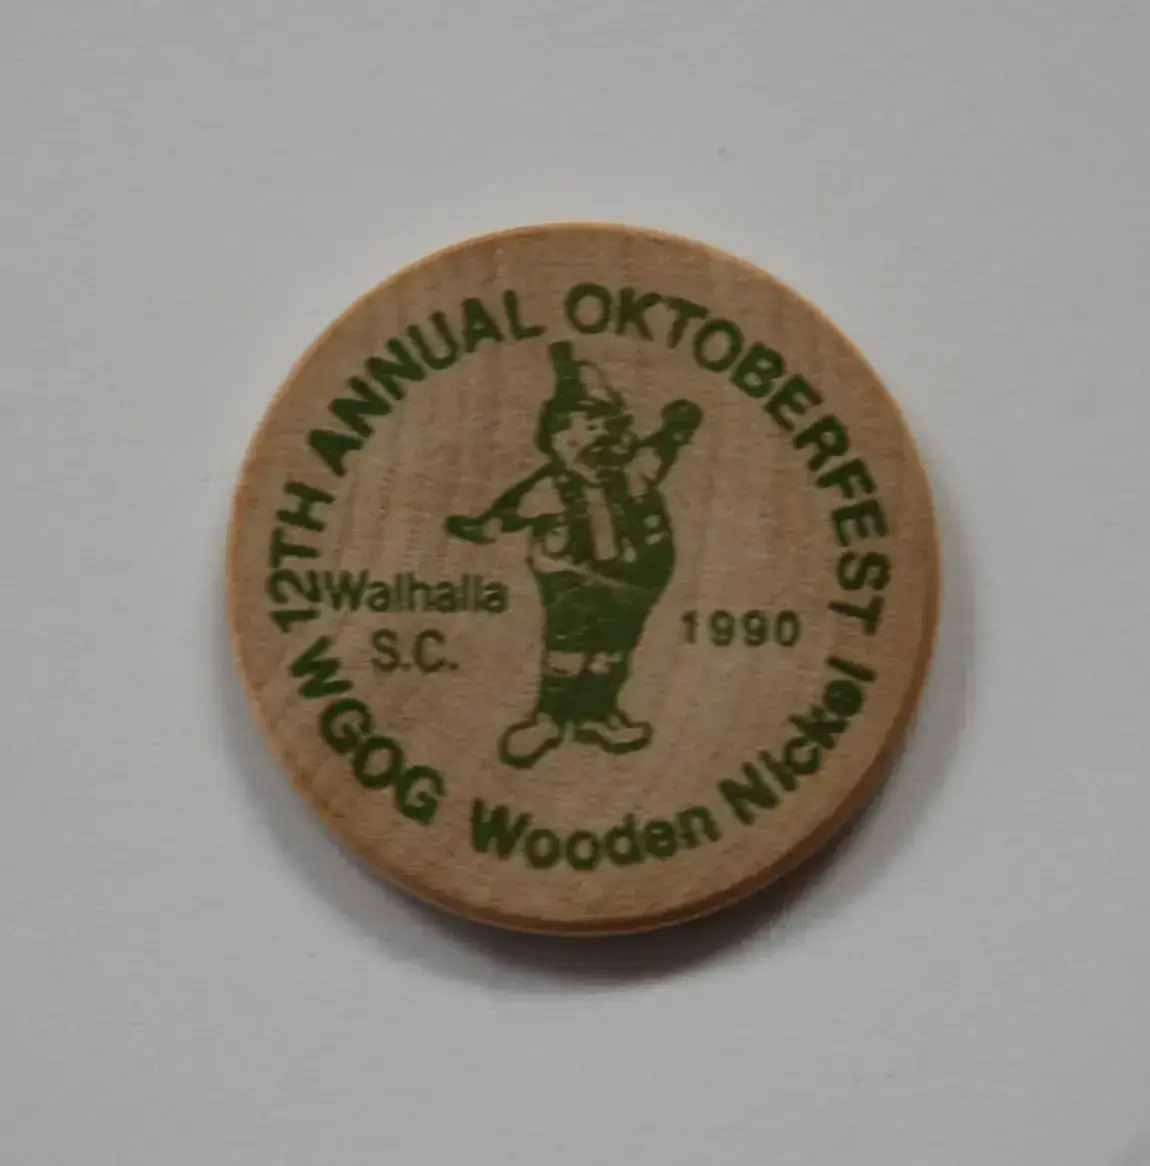 12TH ANNUAL OKTOBERFEST
Walhalla
S.C.
1990
WGOG Wooden Nickel